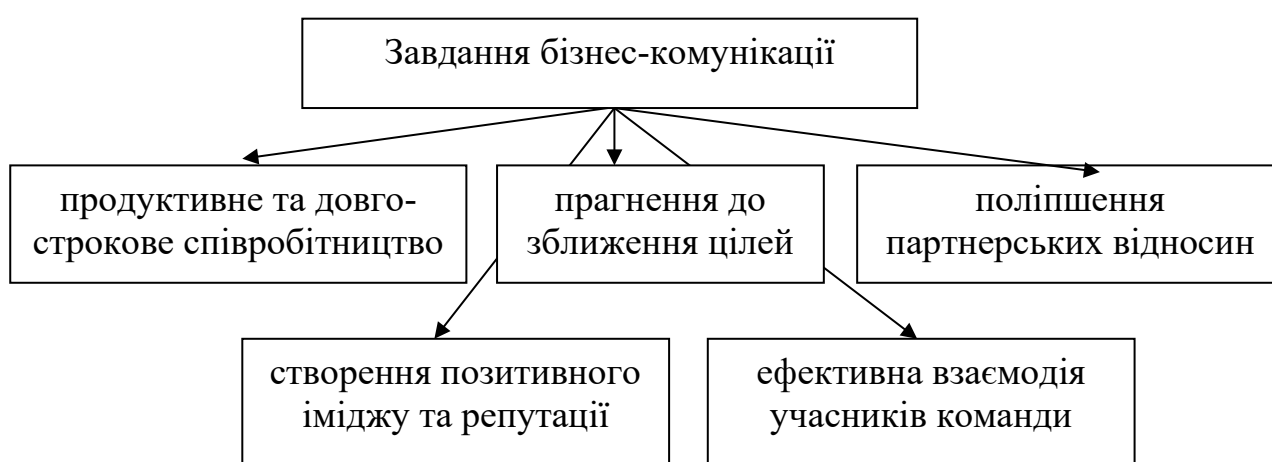 Завдання бізнес-комунікації
продуктивне та довго-
строкове співробітництво
прагнення до
зближення цілей
поліпшення
партнерських відносин
створення позитивного
іміджу та репутації
ефективна взаємодія
учасників команди